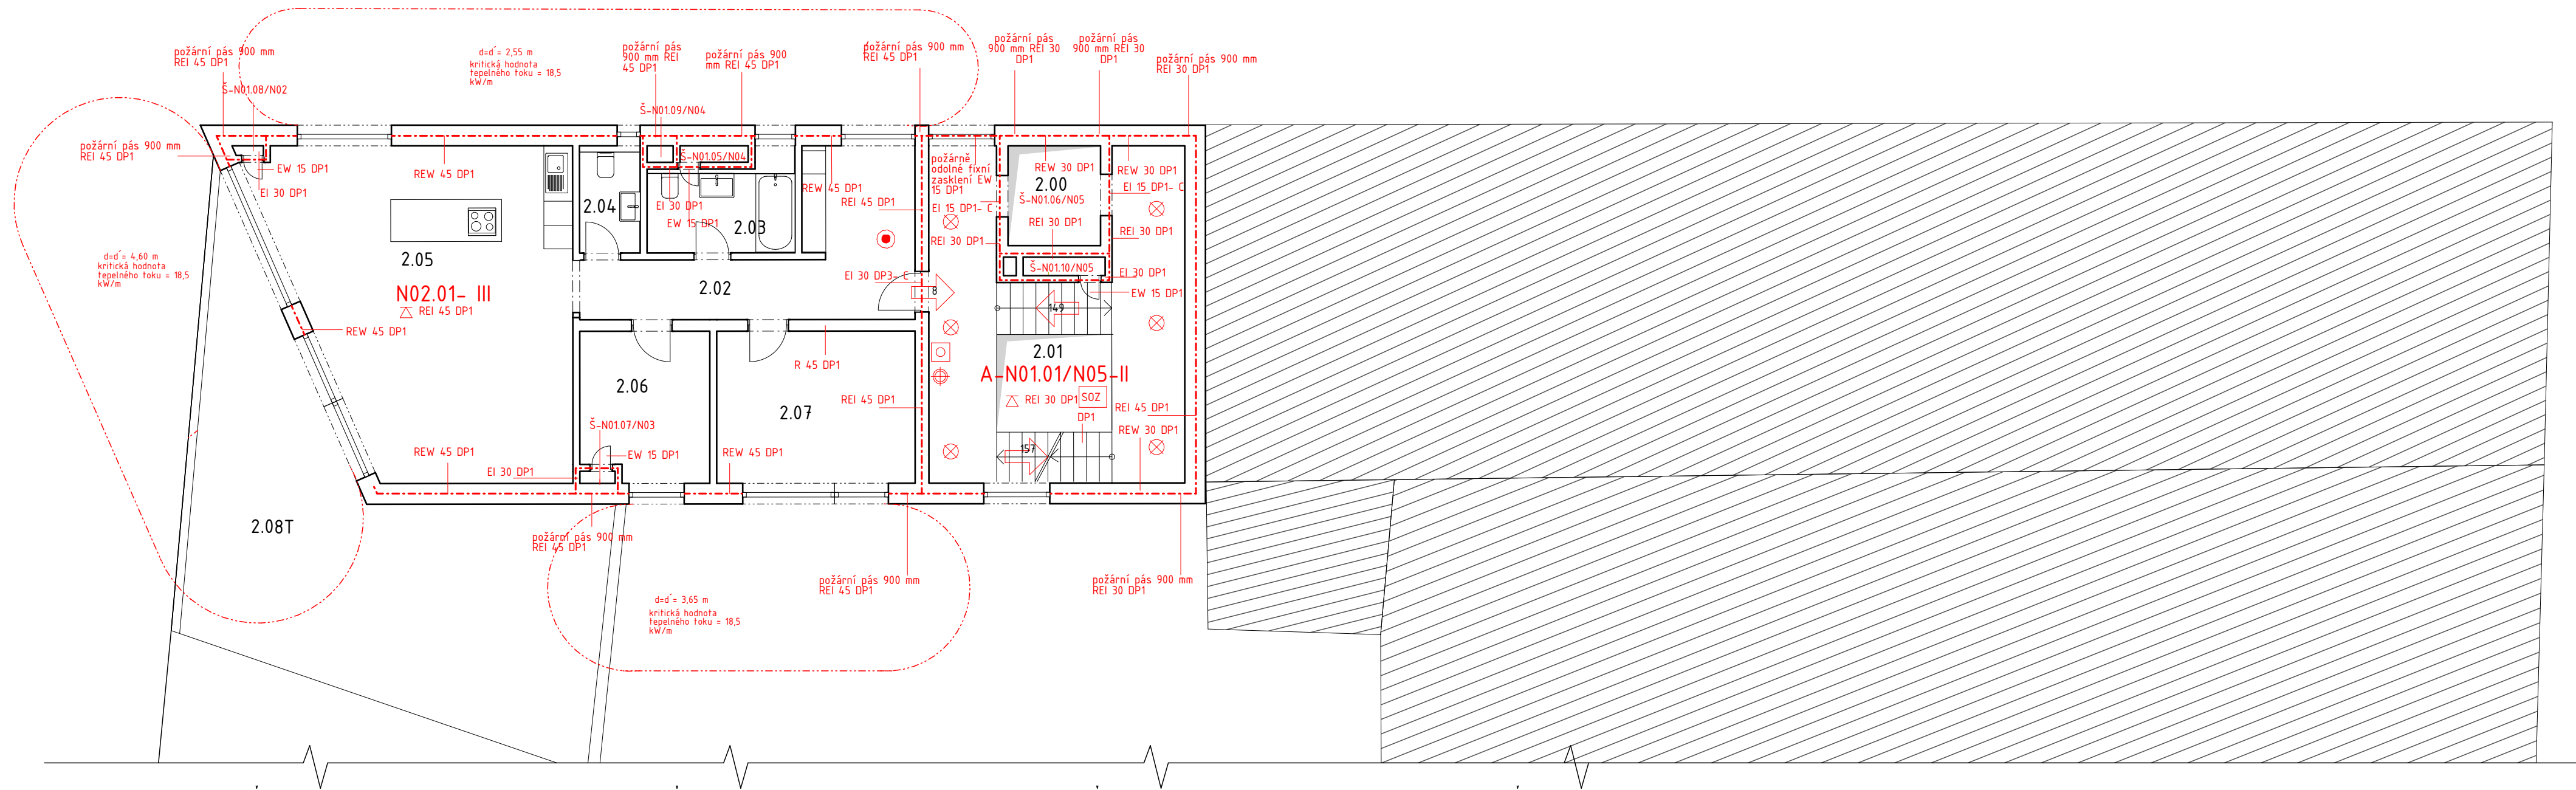 požární pás 900 mm
REI 45 DP1
Š-N01.08/N02
d=d´= 2,55 m
kritická hodnota
tepelného toku = 18,5
kW/m
požární pás
900 mm REI
45 DP1
požární pás 900
mm REI 45 DP1
Š-N01.09/N04
požární pás 900 mm
REI 45 DP1
požární pás
900 mm REI 30
DP1
požární pás
900 mm REI 30
DP1
požární pás 900 mm
REI 30 DP1
požární pás 900 mm
REI 45 DP1
EW 15 DP1
EI 30 DP1
REW 45 DP1
2.04
Š-N01.05/N04
EI 30 DP1
EW 15 DP1
2.03
REW 45 DP1
REI 45 DP1
požárně
odolné fixní
zasklení EW
15 DP1
EI 15 DP1- C
REI 30 DP1
REW 30 DP1
2.00
Š-N01.06/N05
REI 30 DP1
REW 30 DP1
EI 15 DP1- C
REI 30 DP1
Š-N01.10/N05
EI 30 DP1
EW 15 DP1
d=d´= 4,60 m
kritická hodnota
tepelného toku = 18,5
kW/m
2.05
N02.01- III
REI 45 DP1
REW 45 DP1
2.02
EI 30 DP3- C
8
149
R 45 DP1
2.01
A-N01.01/N05-II
REI 30 DP1
SOZ
DP1
REI 45 DP1
REW 30 DP1
157
2.06
2.07
REI 45 DP1
Š-N01.07/N03
EW 15 DP1
REW 45 DP1
EI 30 DP1
REW 45 DP1
2.08T
požární pás 900 mm
REI 45 DP1
d=d´= 3,65 m
kritická hodnota
tepelného toku = 18,5
kW/m
požární pás 900 mm
REI 45 DP1
požární pás 900 mm
REI 30 DP1